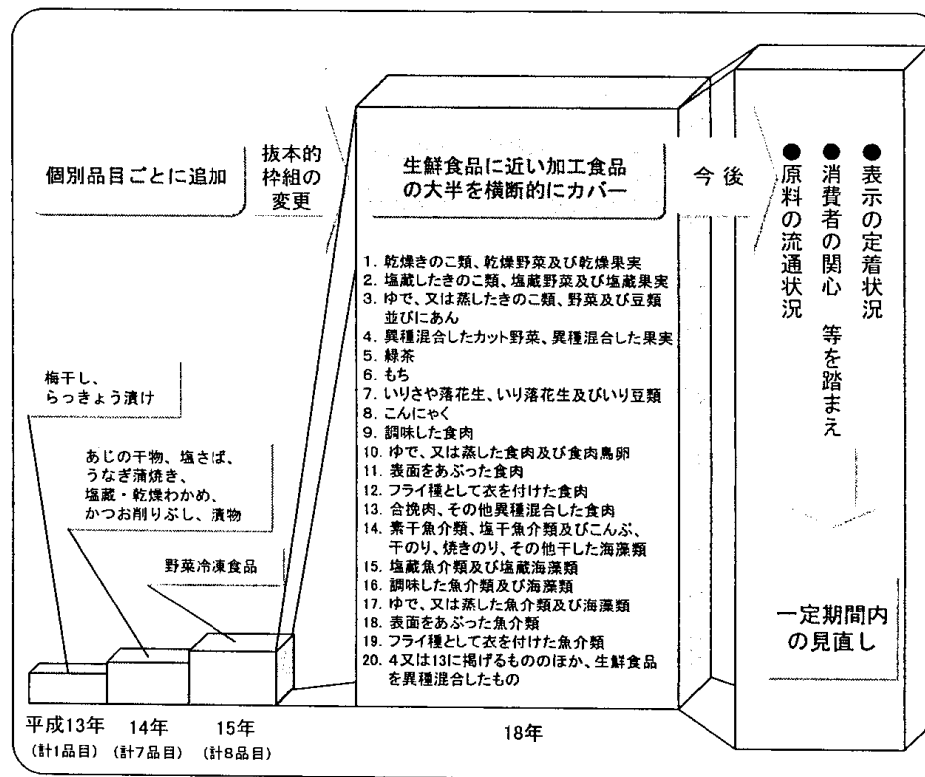 個別品目ごとに追加
抜本的
枠組の
変更
生鮮食品に近い加工食品
の大半を横断的にカバー
今後
●表示の定着状況
●消費者の関心 等を踏まえ
●原料の流通状況
1. 乾燥きのこ類、乾燥野菜及び乾燥果実
2. 塩蔵したきのこ類、塩蔵野菜及び塩蔵果実
3. ゆで、又は蒸したきのこ類、野菜及び豆類
並びにあん
4. 異種混合したカット野菜、異種混合した果実
5. 緑茶
6. もち
7. いりさや落花生、いり落花生及びいり豆類
8. こんにゃく
9. 調味した食肉
10. ゆで、又は蒸した食肉及び食肉鳥卵
11. 表面をあぶった食肉
12. フライ種として衣を付けた食肉
13. 合挽肉、その他異種混合した食肉
14. 素干魚介類、塩干魚介類及びこんぶ、
干のり、焼きのり、その他干した海藻類
15. 塩蔵魚介類及び塩蔵海藻類
16. 調味した魚介類及び海藻類
17. ゆで、又は蒸した魚介類及び海藻類
18. 表面をあぶった魚介類
19. フライ種として衣を付けた魚介類
20. 4又は13に掲げるもののほか、生鮮食品
を異種混合したもの
梅干し、
らっきょう漬け
あじの干物、塩さば、
うなぎ蒲焼き、
塩蔵・乾燥わかめ、
かつお削りぶし、漬物
野菜冷凍食品
一定期間内
の見直し
平成13年
(計1品目)
14年
(計7品目)
15年
(計8品目)
18年